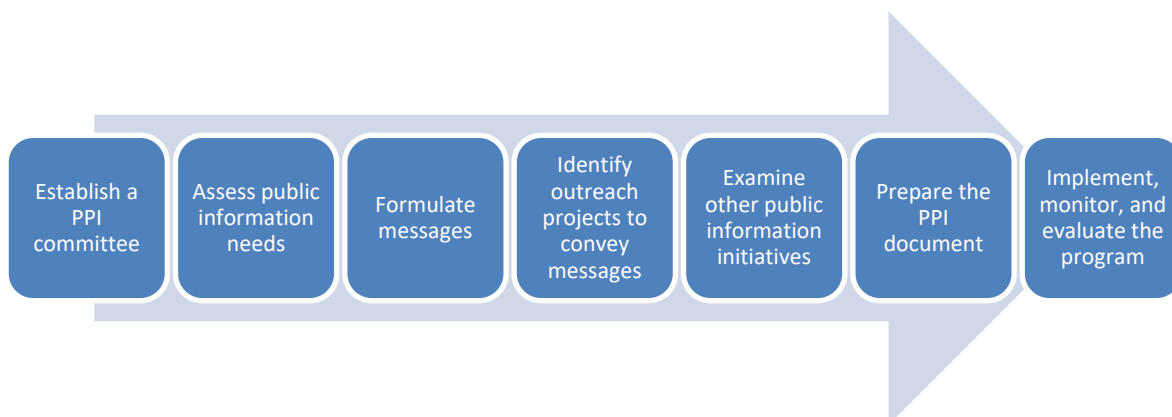 Establish a
PPI
committee
Assess public
information
needs
Formulate
messages
Identify
outreach
projects to
convey
messages
Examine
other public
information
initiatives
Prepare the
PPI
document
Implement,
monitor, and
evaluate the
program